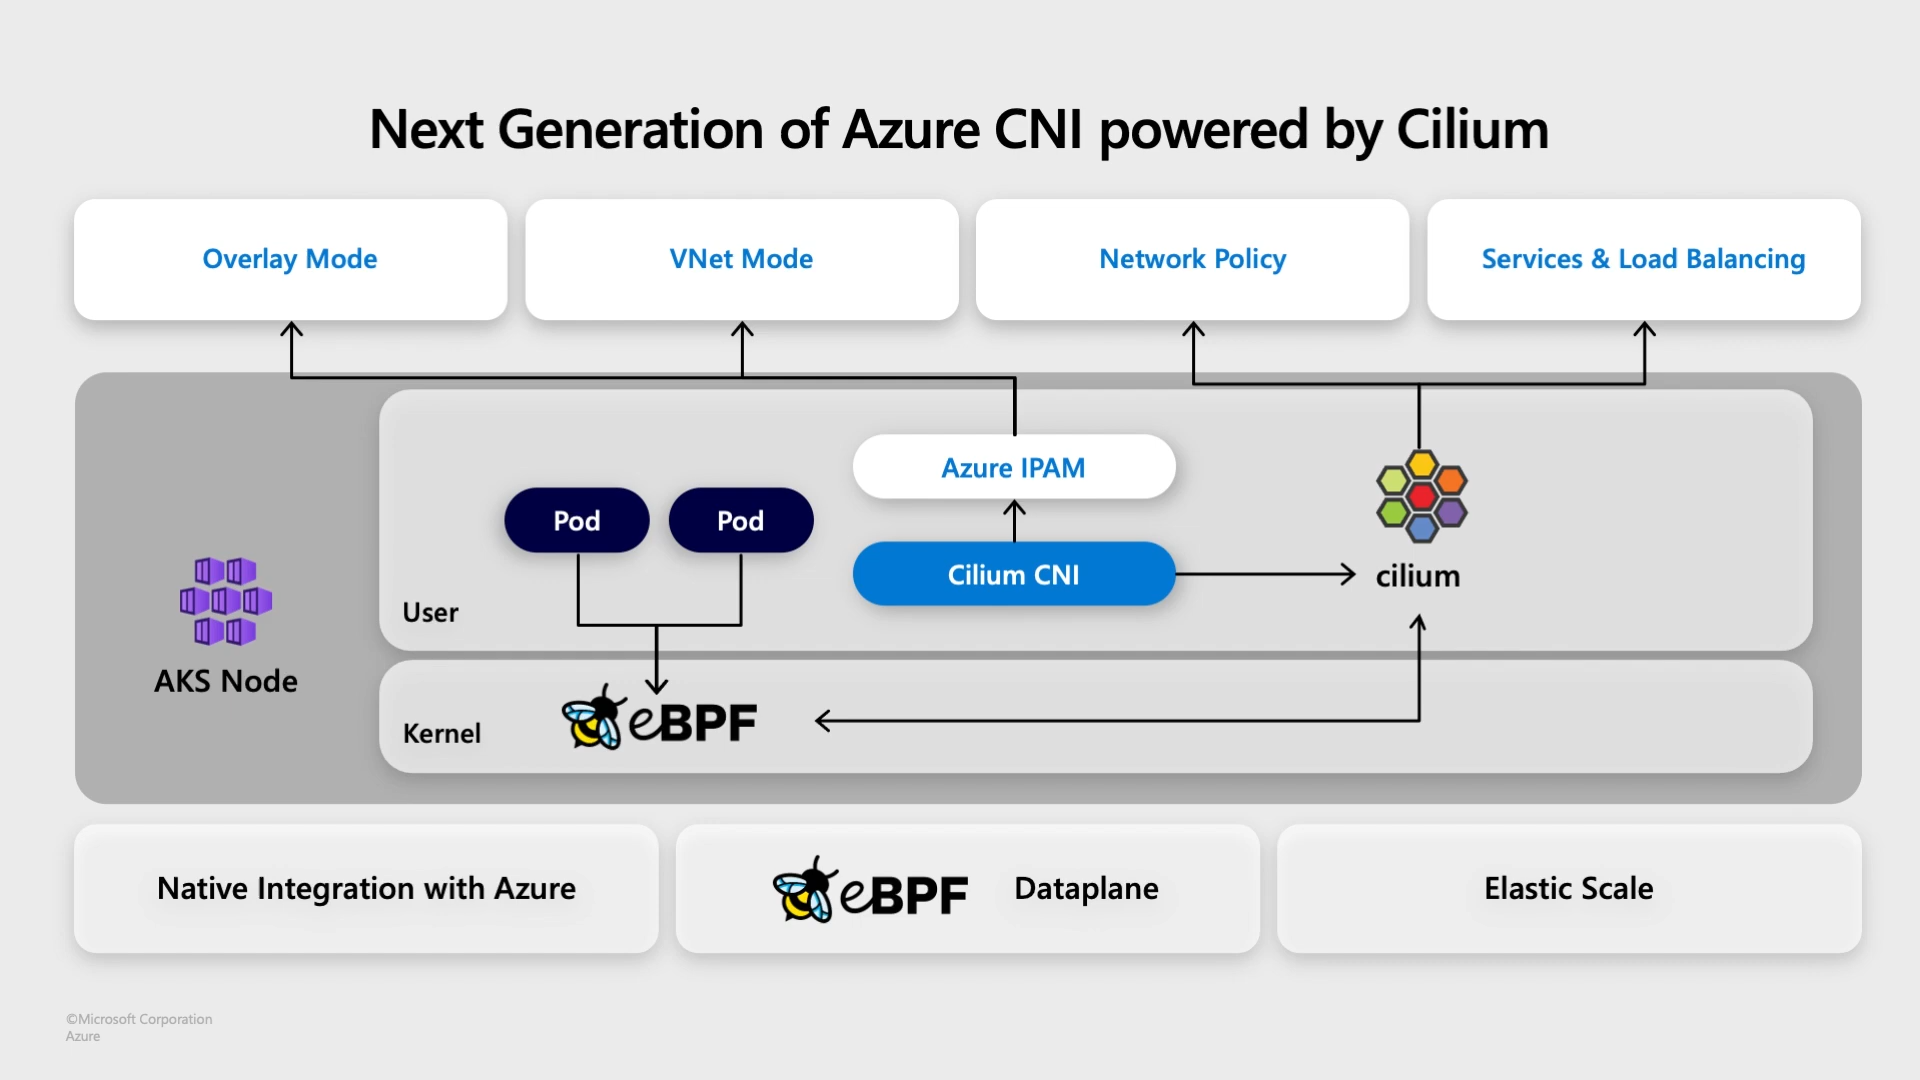 Next Generation of Azure CNI powered by Cilium
Overlay Mode
VNet Mode
Network Policy
Services & Load Balancing
Azure IPAM
Pod
Pod
Cilium CNI
cilium
User
AKS Node
Kernel
eBPF
Native Integration with Azure
eBPF Dataplane
Elastic Scale
©Microsoft Corporation
Azure